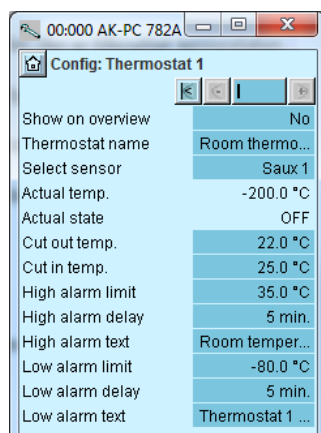 00:000 AK-PC 782A
Config: Thermostat 1
Show on overview No
Thermostat name Room thermo...
Select sensor Saux 1
Actual temp. -200.0 °C
Actual state OFF
Cut out temp. 22.0 °C
Cut in temp. 25.0 °C
High alarm limit 35.0 °C
High alarm delay 5 min.
High alarm text Room temper...
Low alarm limit -80.0 °C
Low alarm delay 5 min.
Low alarm text Thermostat 1 ...